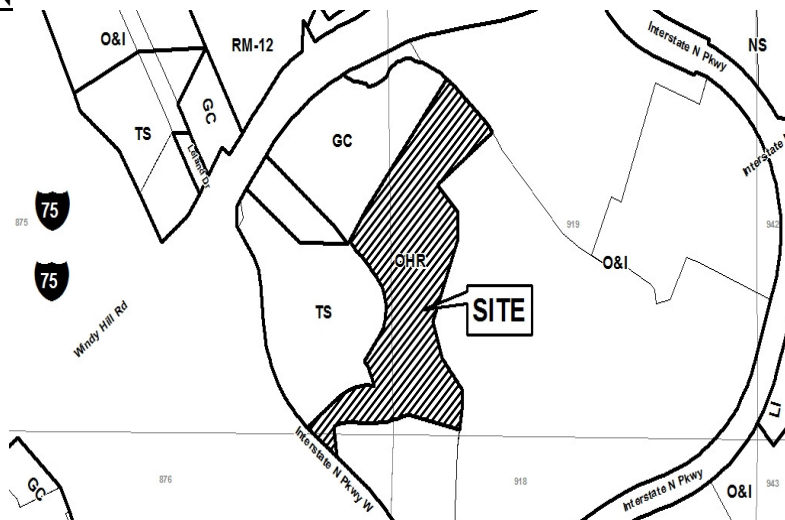 O&I
RM-12
Interstate N Pkwy
NS
GC
TS
GC
Leland Dr
Interstate N
75
875
919
942
OHR
O&I
75
TS
SITE
Windy Hill Rd
LI
Interstate N Pkwy W
GC
876
918
Interstate N Pkwy
O&I
943